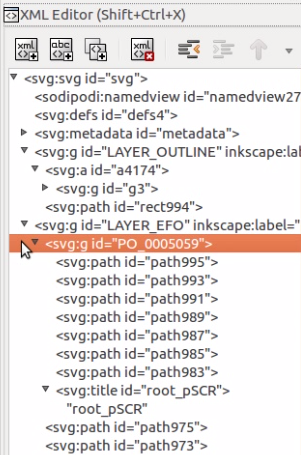 XML Editor (Shift+Ctrl+X)
xml abc xml
<svg:svg id="svg">
<sodipodi:namedview id="namedview27
<svg:defs id="defs4">
<svg:metadata id="metadata">
<svg:g id="LAYER_OUTLINE" inkscape:lab
<svg:a id="a4174">
<svg:g id="g3">
<svg:path id="rect994">
<svg:g id="LAYER_EFO" inkscape:label="
<svg:g id="PO_0005059">
<svg:path id="path995">
<svg:path id="path993">
<svg:path id="path991">
<svg:path id="path989">
<svg:path id="path987">
<svg:path id="path985">
<svg:path id="path983">
<svg:title id="root_pSCR">
"root_pSCR"
<svg:path id="path975">
<svg:path id="path973">